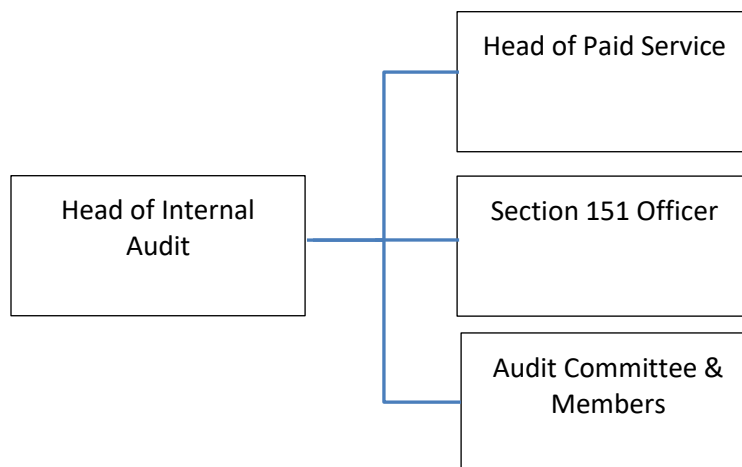 Head of Paid Service
Head of Internal
Audit
Section 151 Officer
Audit Committee &
Members